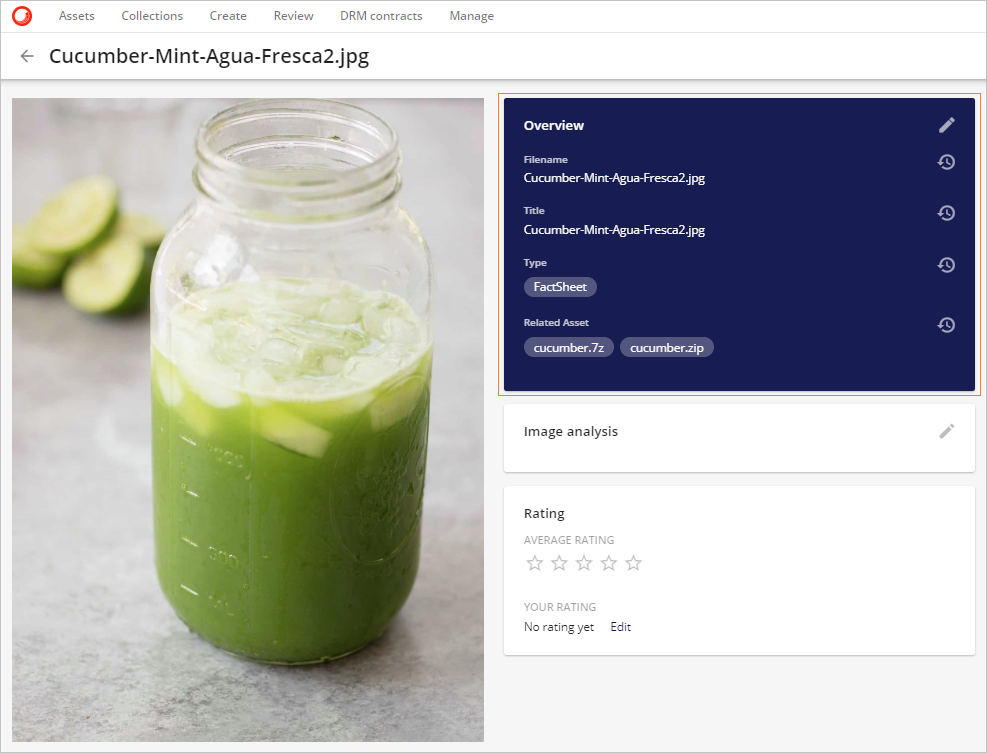 Assets Collections Create Review DRM contracts Manage
Cucumber-Mint-Agua-Fresca2.jpg
Overview
Filename
Cucumber-Mint-Agua-Fresca2.jpg
Title
Cucumber-Mint-Agua-Fresca2.jpg
Type
FactSheet
Related Asset
cucumber.7z cucumber.zip
Image analysis
Rating
AVERAGE RATING
YOUR RATING
No rating yet Edit